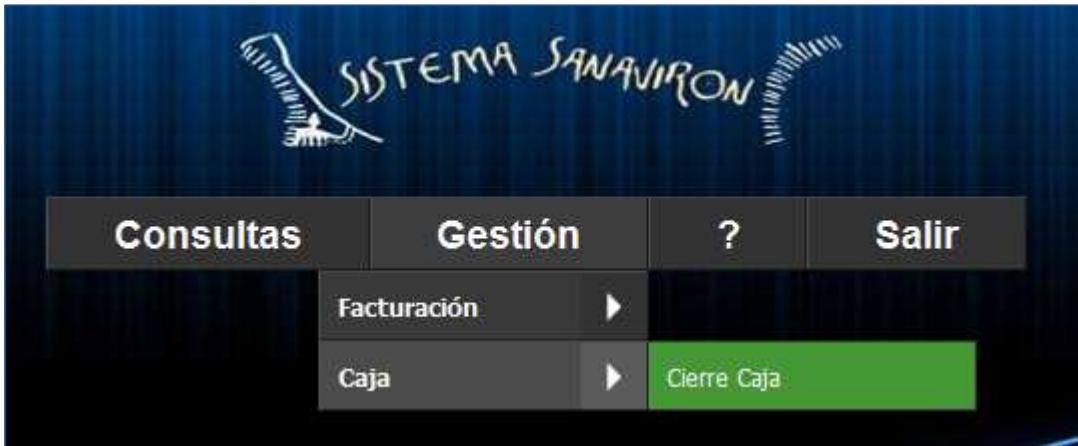 SISTEMA SANAVIRON
Consultas Gestión ? Salir
Facturación
Caja Cierre Caja